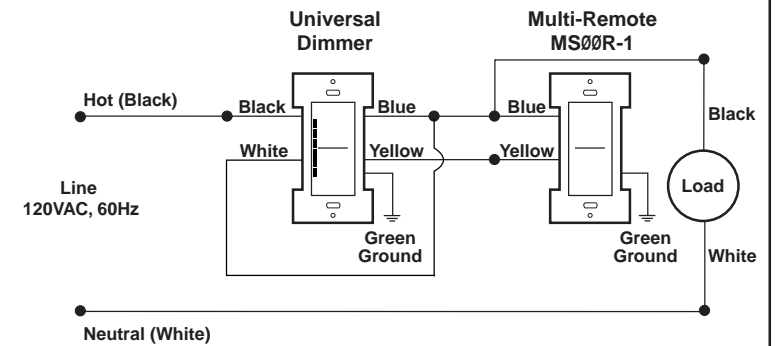 Universal
Dimmer
Multi-Remote
MSØØR-1
Hot (Black)
Black
Blue
Blue
Black
White
Yellow
Yellow
Line
120VAC, 60Hz
Load
Green
Ground
Green
Ground
White
Neutral (White)